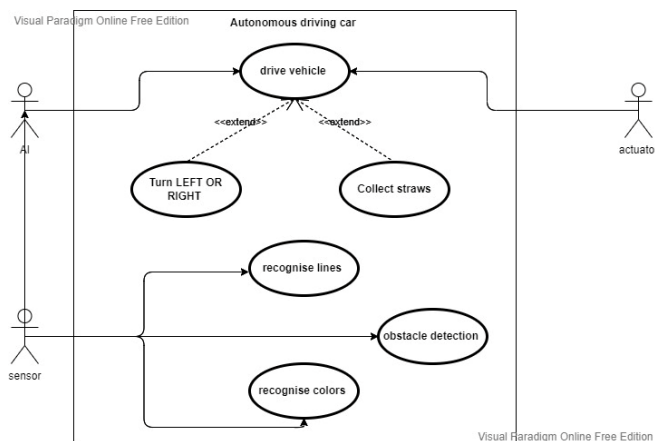 Visual Paradigm Online Free Edition
Autonomous driving car
drive vehicle
<<extend>>
<<extend>>
AI
actuato
Turn LEFT OR
RIGHT
Collect straws
recognise lines
obstacle detection
sensor
recognise colors
Visual Paradigm Online Free Edition